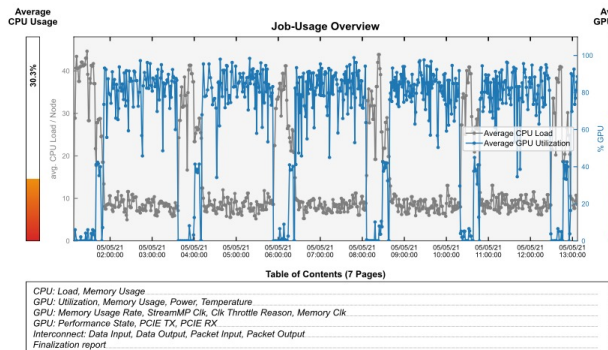 Average
CPU Usage
Job-Usage Overview
Av
GPU
30.3%
avg. CPU Load / Node
40
30
20
10
0
Average CPU Load
Average GPU Utilization
100
80
60
40
20
0
% GPU
05/05/21
02:00:00
05/05/21
03:00:00
05/05/21
04:00:00
05/05/21
05:00:00
05/05/21
06:00:00
05/05/21
07:00:00
05/05/21
08:00:00
05/05/21
09:00:00
05/05/21
10:00:00
05/05/21
11:00:00
05/05/21
12:00:00
05/05/21
13:00:00
Table of Contents (7 Pages)
CPU: Load, Memory Usage
GPU: Utilization, Memory Usage, Power, Temperature
GPU: Memory Usage Rate, StreamMP Clk, Clk Throttle Reason, Memory Clk
GPU: Performance State, PCIE TX, PCIE RX
Interconnect: Data Input, Data Output, Packet Input, Packet Output
Finalization report